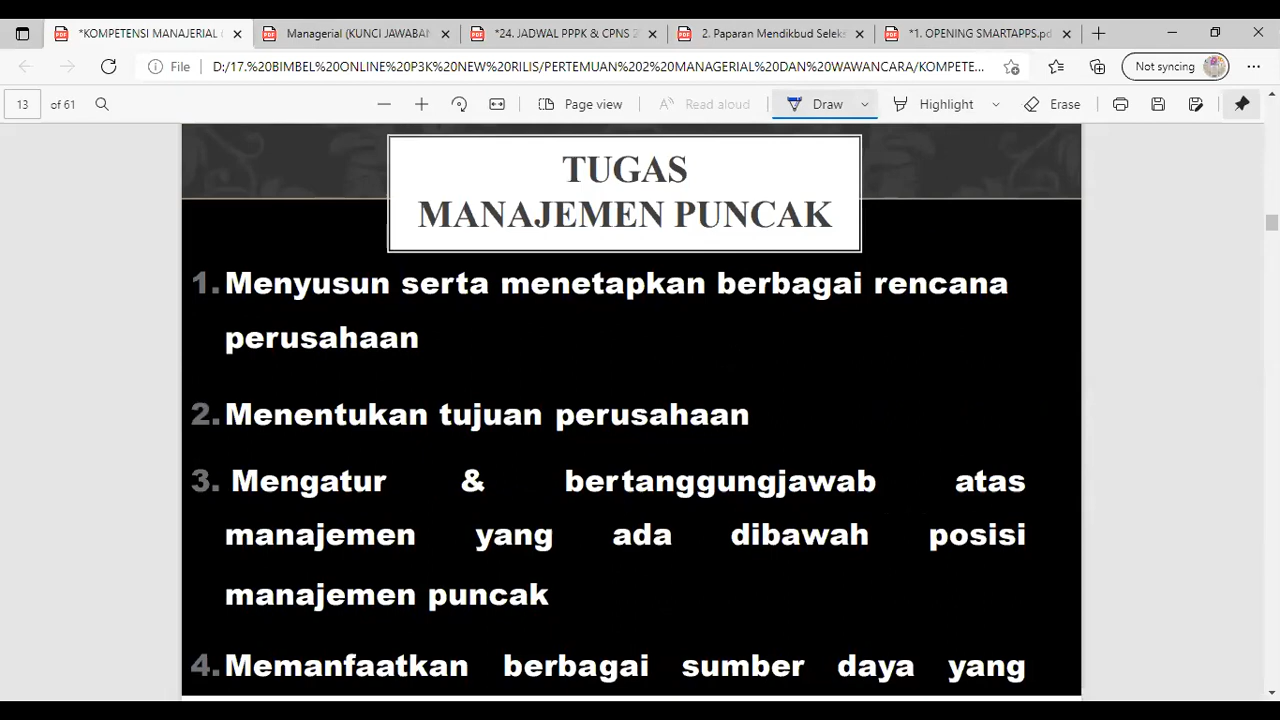 *KOMPETENSI MANAJERIAL (
Managerial (KUNCI JAWABAN
*24. JADWAL PPPK & CPNS 2
2. Paparan Mendikbud Seleks
*1. OPENING SMARTAPPS.pd
File
D:/17.%20BIMBEL%20ONLINE%20P3K%20NEW%20RILIS/PERTEMUAN%202%20MANAGERIAL%20DAN%20WAWANCARA/KOMPETE...
Not syncing
13 of 61
Page view
Read aloud
Draw
Highlight
Erase
TUGAS
MANAJEMEN PUNCAK
1. Menyusun serta menetapkan berbagai rencana
perusahaan
2. Menentukan tujuan perusahaan
3. Mengatur & bertanggungjawab atas
manajemen yang ada dibawah posisi
manajemen puncak
4. Memanfaatkan berbagai sumber daya yang